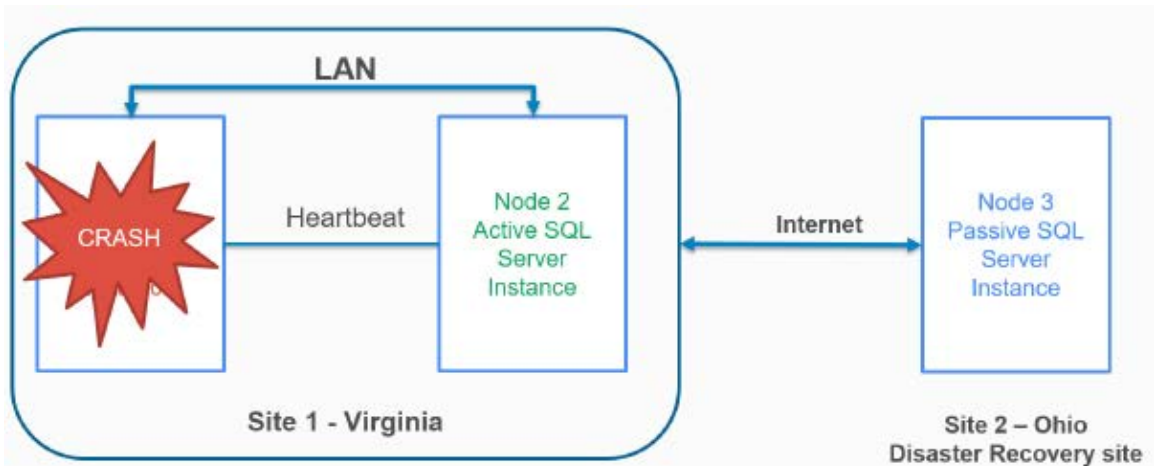 LAN
CRASH
Heartbeat
Node 2
Active SQL
Server
Instance
Internet
Node 3
Passive SQL
Server
Instance
Site 1 - Virginia
Site 2 – Ohio
Disaster Recovery site